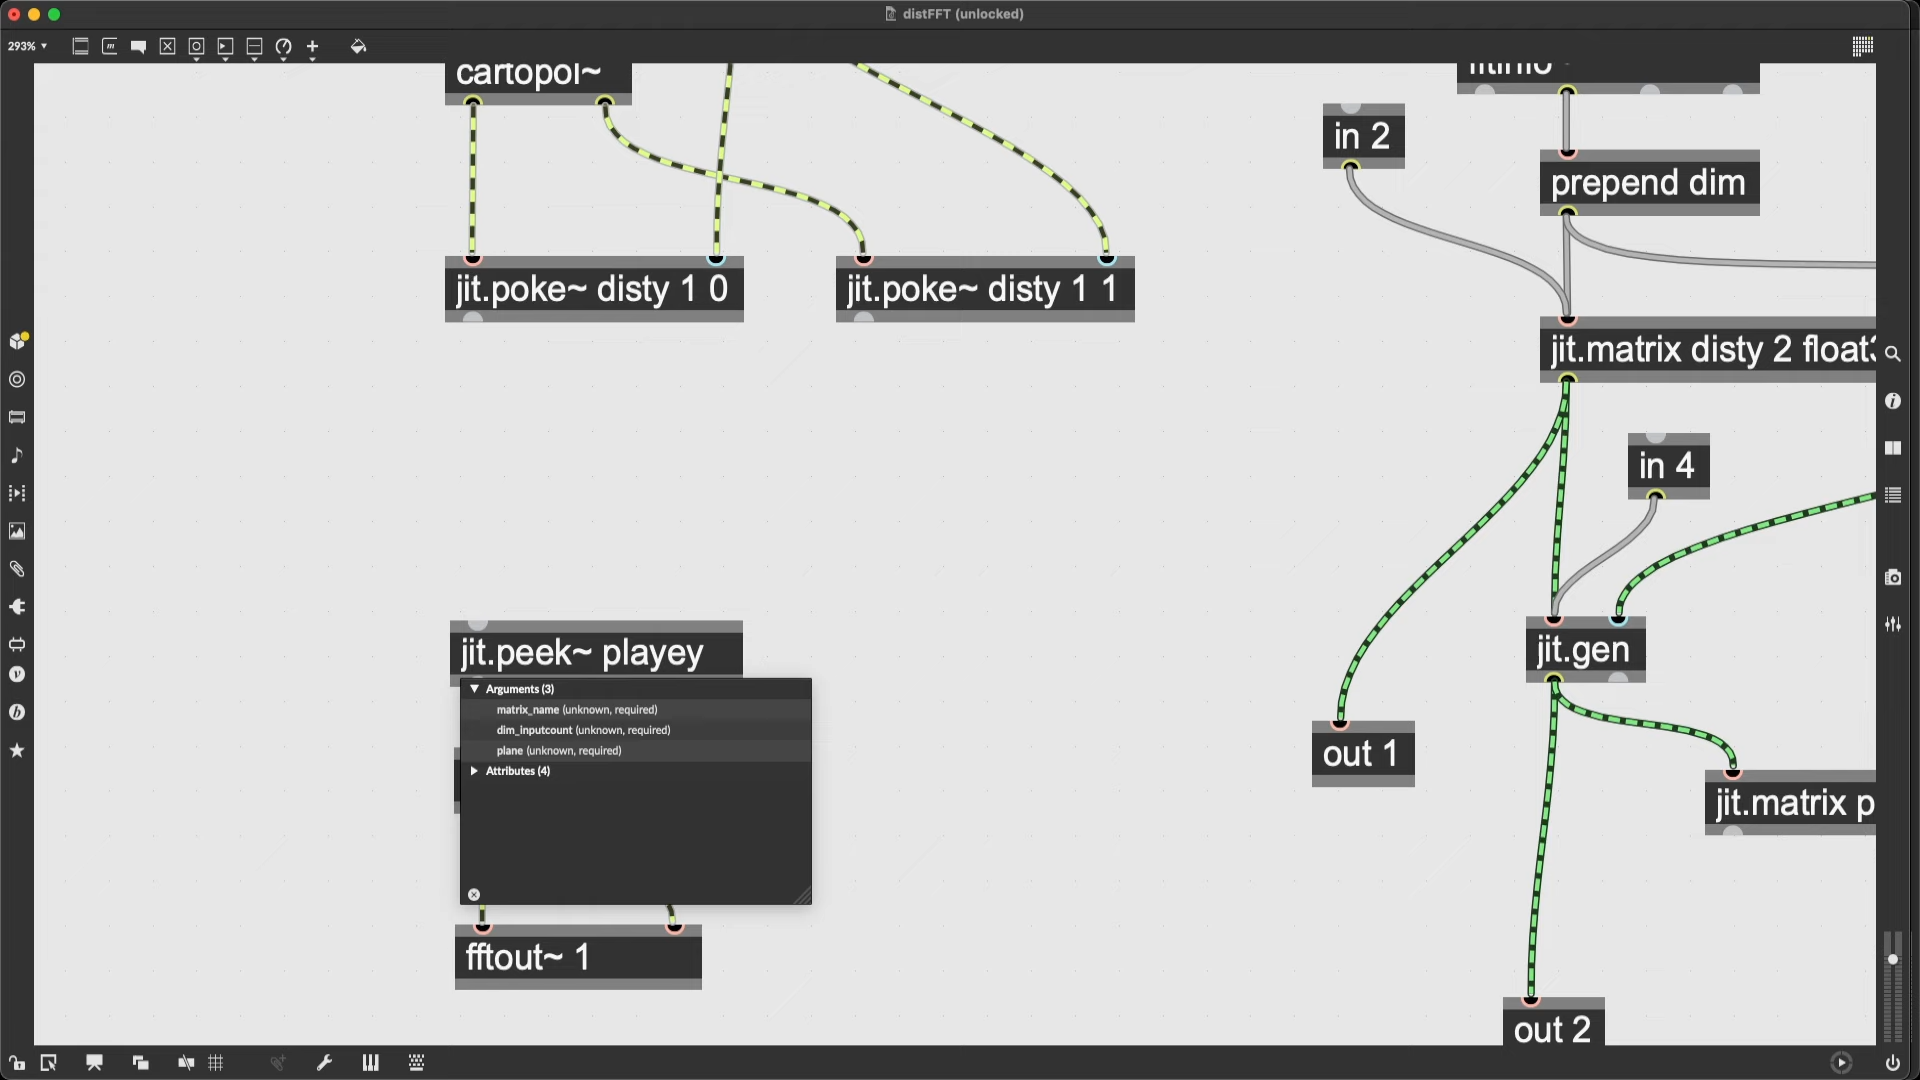 distFFT (unlocked)
293%
cartopol~
in 2
prepend dim
jit.poke~ disty 1 0
jit.poke~ disty 1 1
jit.matrix disty 2 float3
in 4
jit.peek~ playey
jit.gen
Arguments (3)
matrix_name (unknown, required)
dim_inputcount (unknown, required)
plane (unknown, required)
Attributes (4)
out 1
jit.matrix p
fftout~ 1
out 2